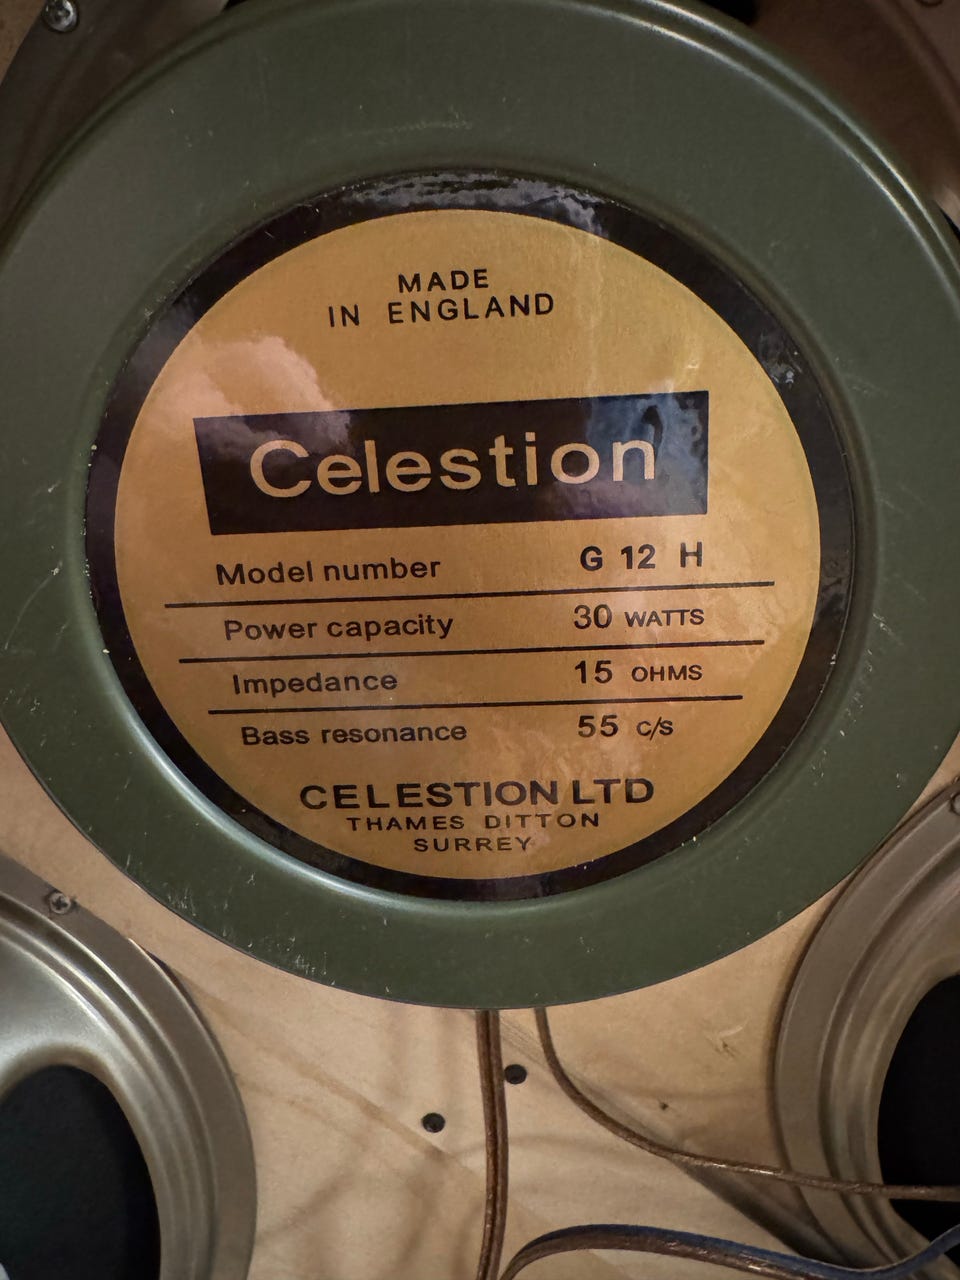 MADE
IN ENGLAND
Celestion
Model number G 12 H
Power capacity 30 WATTS
Impedance 15 OHMS
Bass resonance 55 c/s
CELESTION LTD
THAMES DITTON
SURREY